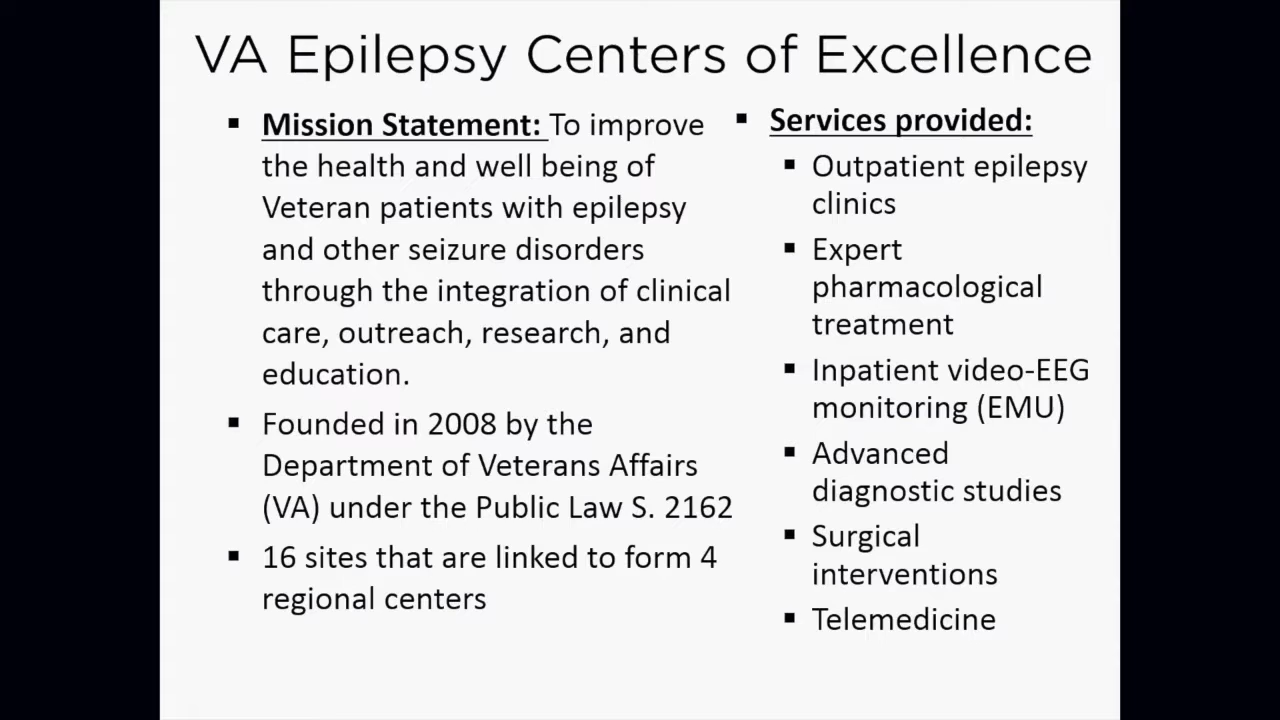 VA Epilepsy Centers of Excellence
▪ Mission Statement: To improve
the health and well being of
Veteran patients with epilepsy
and other seizure disorders
through the integration of clinical
care, outreach, research, and
education.
▪ Founded in 2008 by the
Department of Veterans Affairs
(VA) under the Public Law S. 2162
▪ 16 sites that are linked to form 4
regional centers
▪ Services provided:
▪ Outpatient epilepsy
clinics
▪ Expert
pharmacological
treatment
▪ Inpatient video-EEG
monitoring (EMU)
▪ Advanced
diagnostic studies
▪ Surgical
interventions
▪ Telemedicine